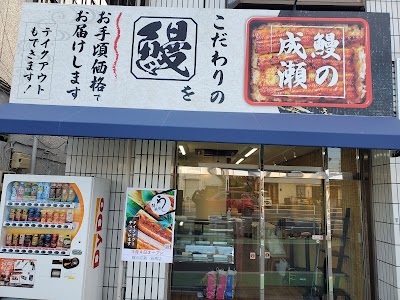 鰻の
成瀬
こだわりの
鰻
を
お手頃価格で
お届けします
テイクアウト
もできます!
DyDo